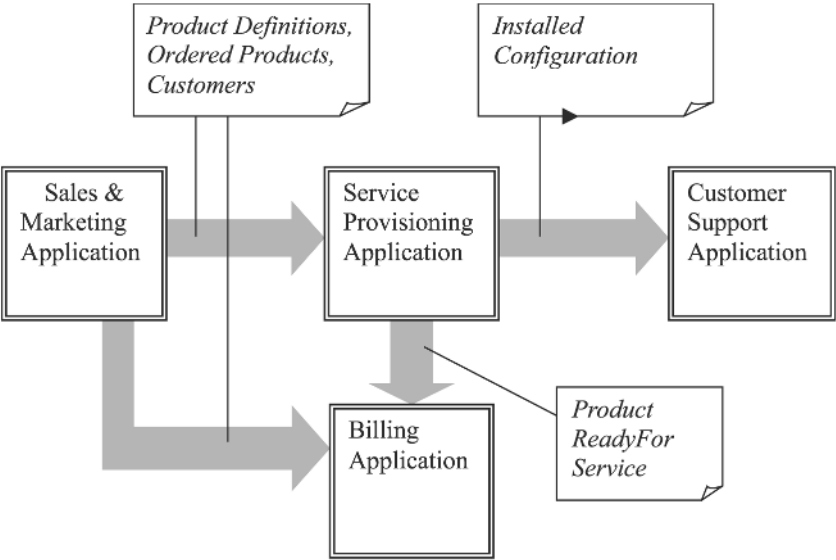 Product Definitions,
Ordered Products,
Customers
Installed
Configuration
Sales &
Marketing
Application
Service
Provisioning
Application
Customer
Support
Application
Billing
Application
Product
ReadyFor
Service